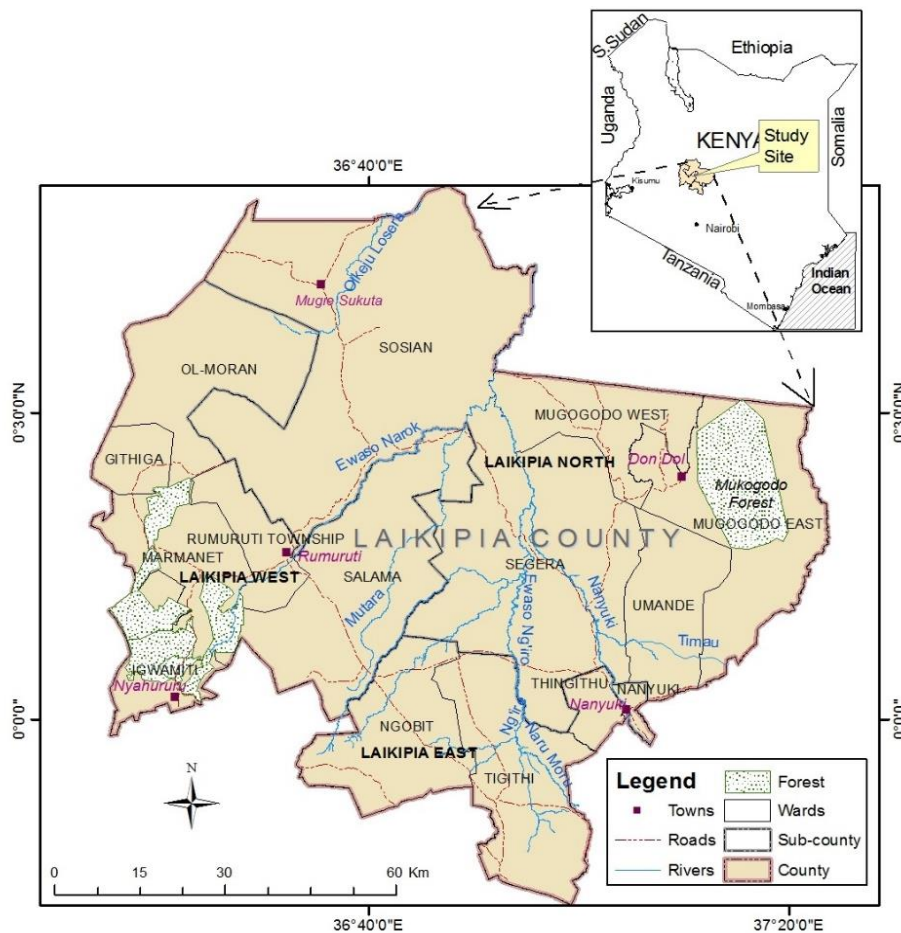 S.Sudan
Ethiopia
Uganda
Somalia
KENYA
Study
Site
Kisumu
Nairobi
Tanzania
Mombasa
Indian
Ocean
36°40'0"E
0°30'0"N
0°30'0"N
0°0'0"
0°0'0"
Olkeju Losera
Mugie Sukuta
SOSIAN
OL-MORAN
MUGOGODO WEST
Ewaso Narok
GITHIGA
LAIKIPIA NORTH
Don Dol
Mukogodo
Forest
MUGOGODO EAST
RUMURUTI TOWNSHIP
LAIKIPIA COUNTY
MARMANET
Rumuruti
LAIKIPIA WEST
SALAMA
SEGERA
Mutara
Ewaso Ng'iro
Nanyuki
UMANDE
Timau
IGWAMITI
Nyahururu
THINGITHU
NANYUKI
Nanyuki
NGOBIT
Ng'ir
Naru Moru
LAIKIPIA EAST
TIGITHI
N
0 15 30 60 Km
Legend
Towns
Roads
Rivers
Forest
Wards
Sub-county
County
36°40'0"E
37°20'0"E